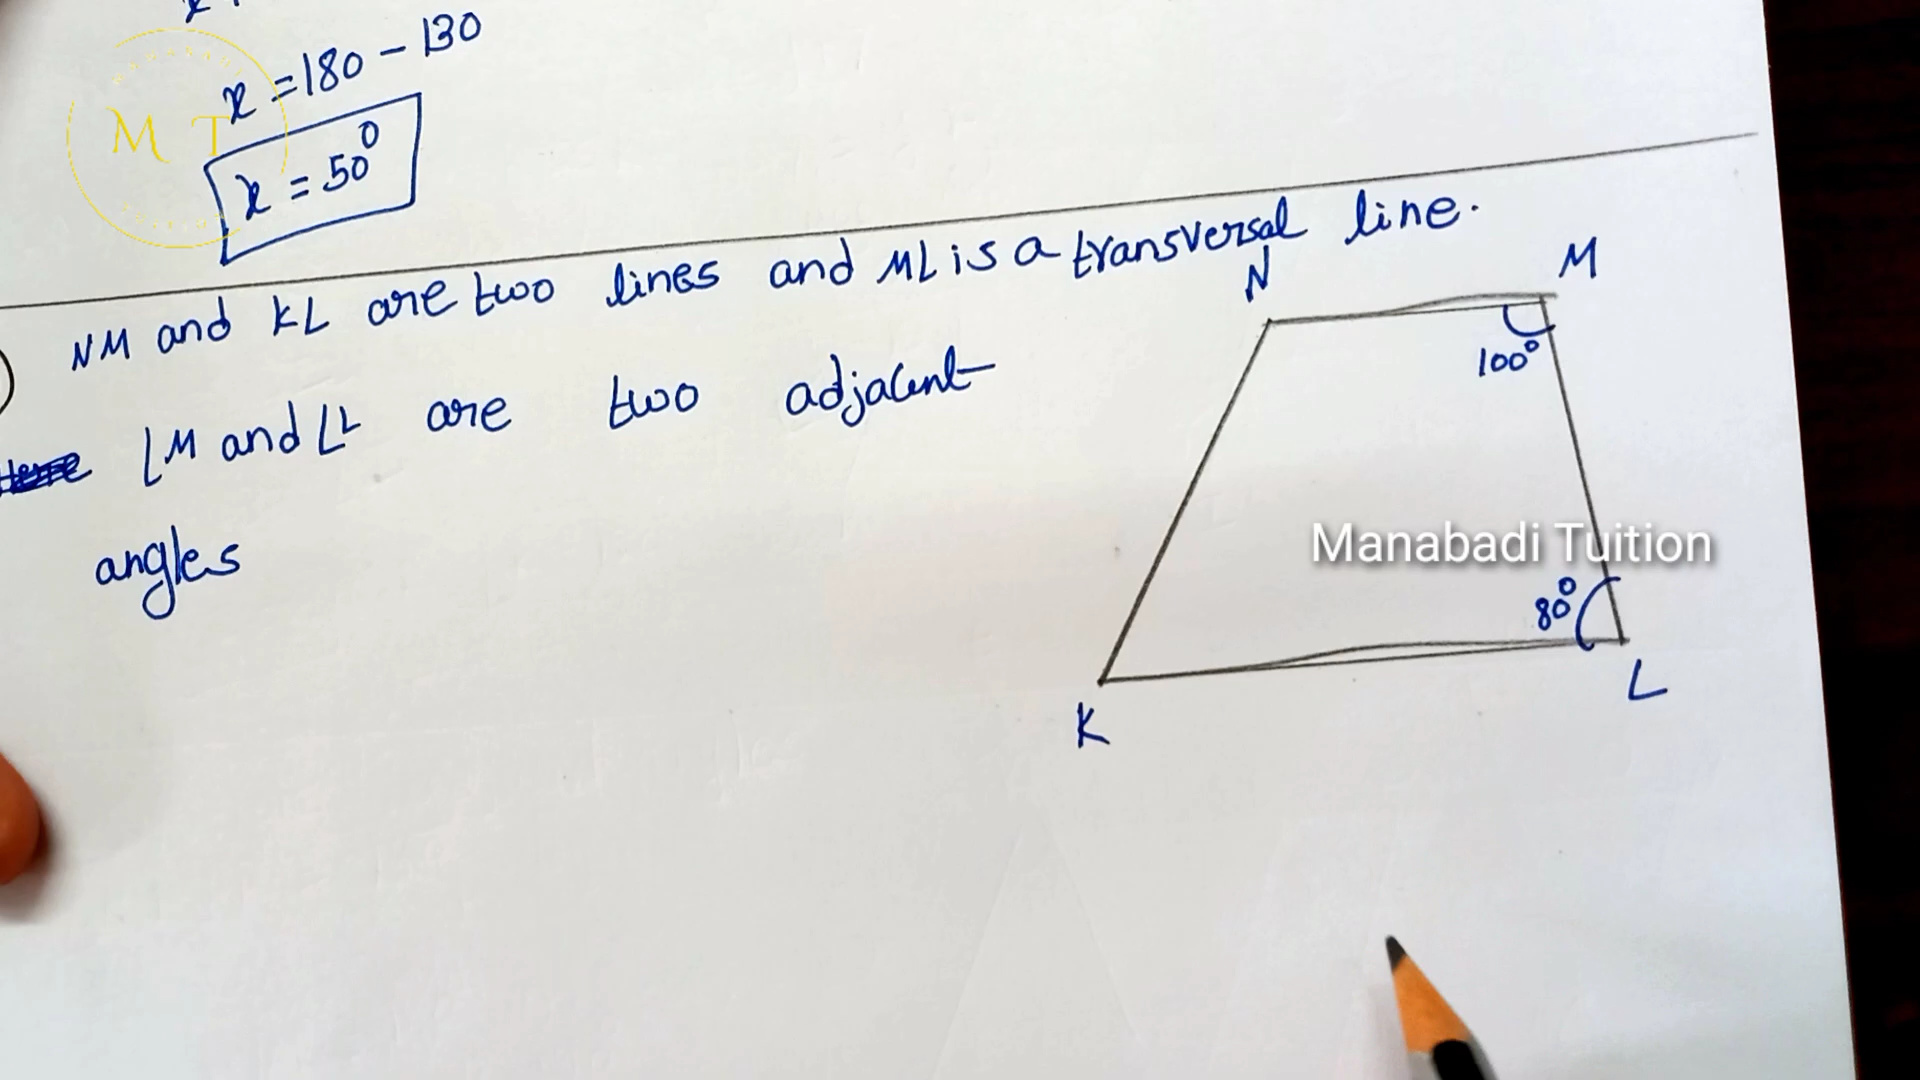 x = 180 - 130
x = 50°
M T
NM and KL are two lines and ML is a transversal line.
∠M and ∠L are two adjacent
angles
N
M
100°
Manabadi Tuition
80°
K
L